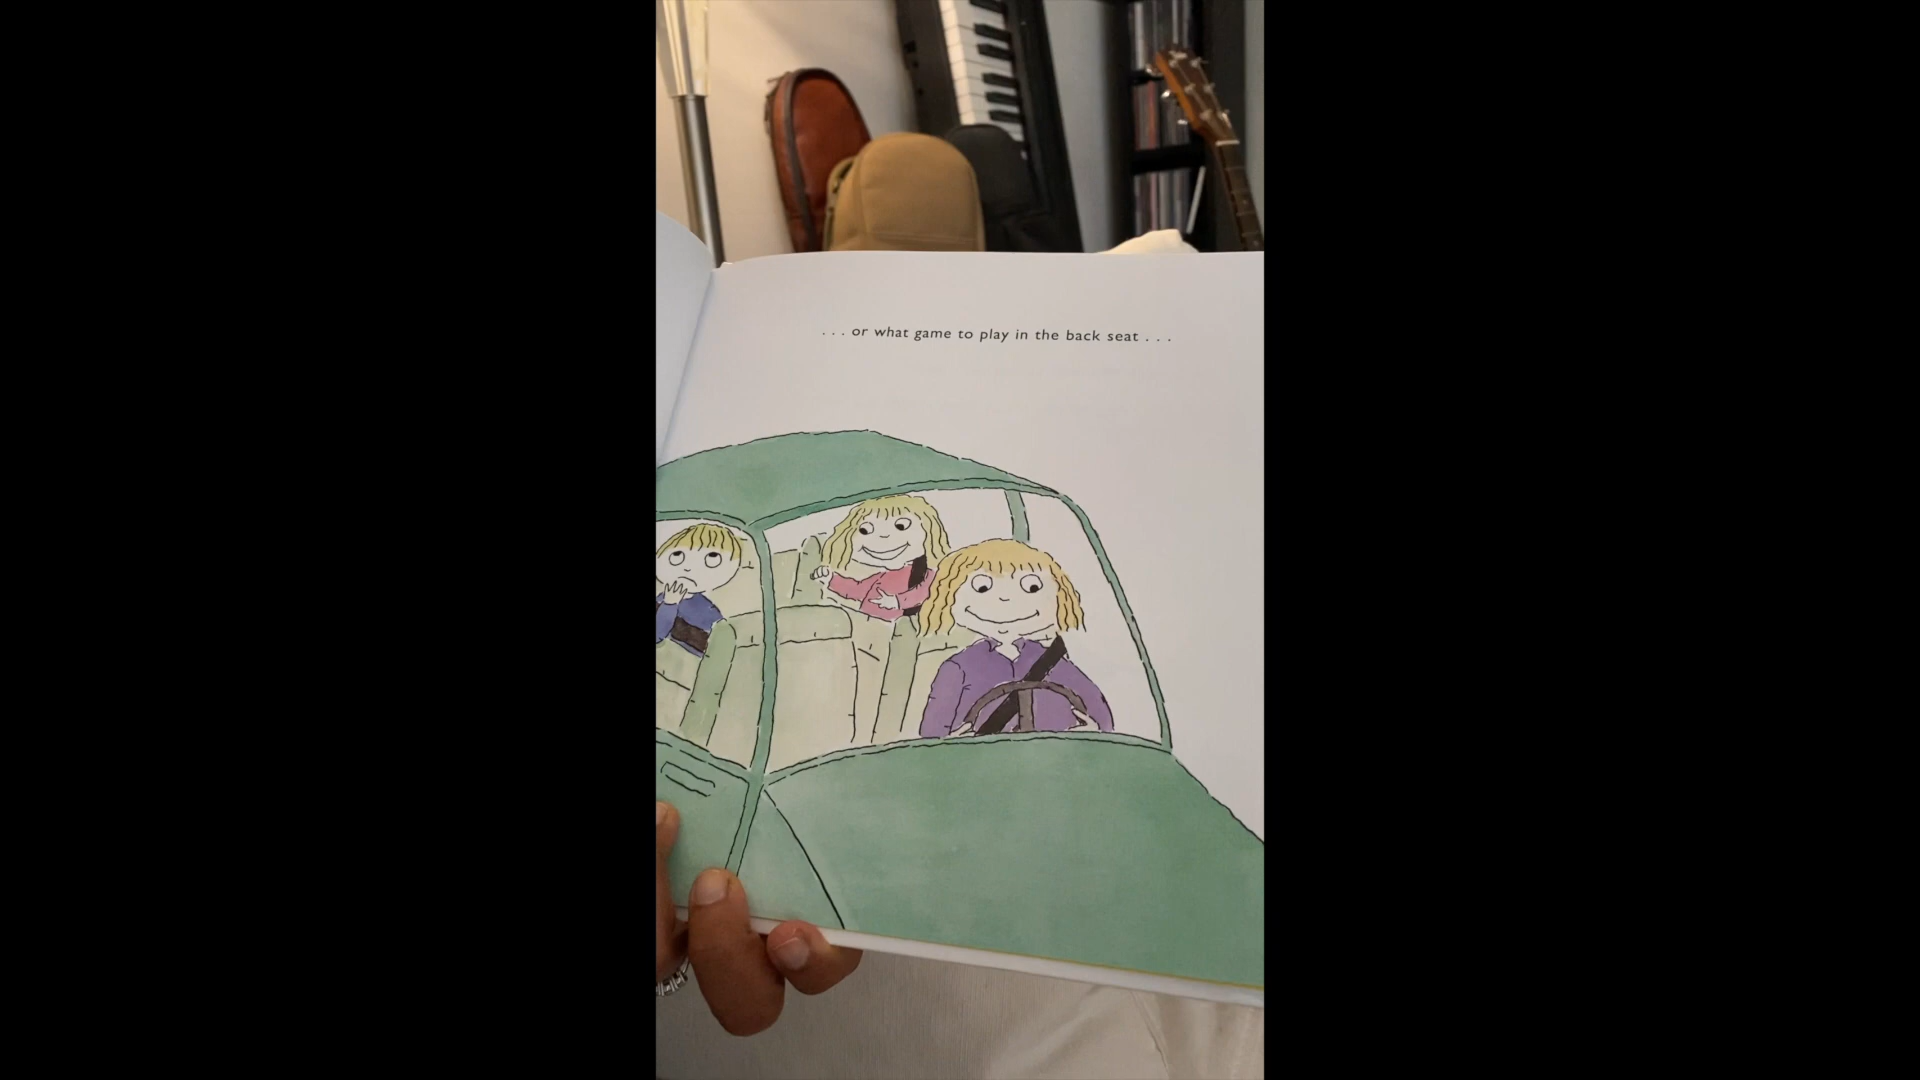 . . . or what game to play in the back seat . . .